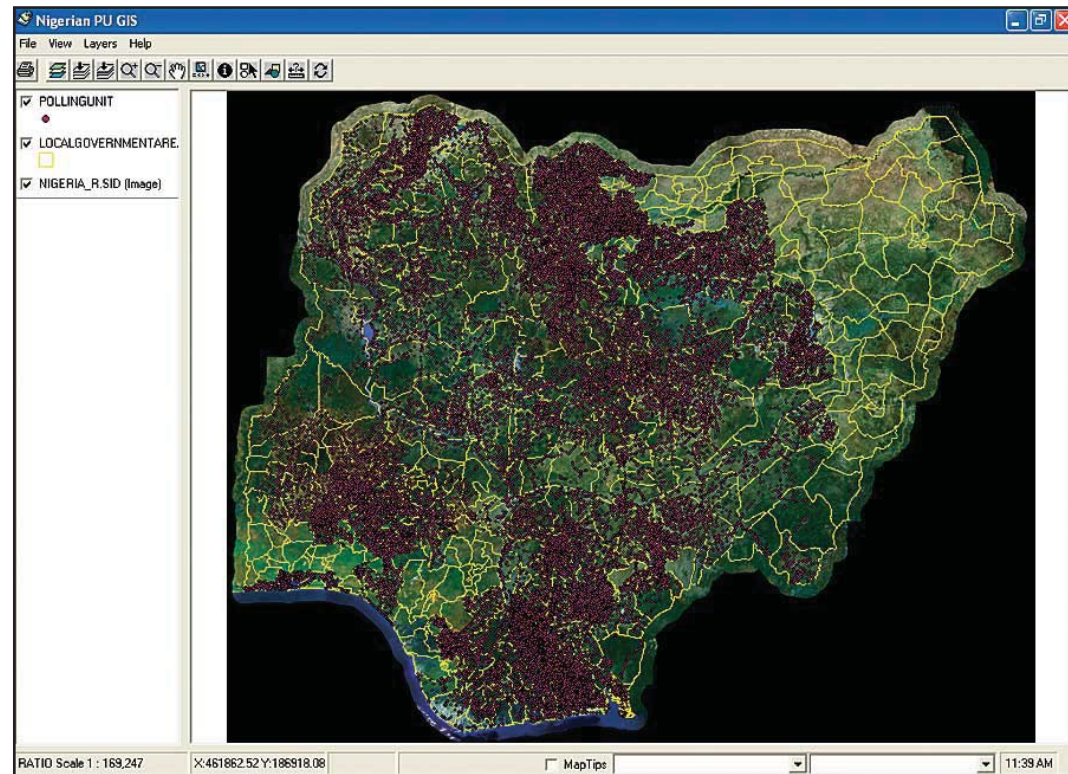 Nigerian PU GIS
File View Layers Help
POLLINGUNIT
LOCALGOVERNMENTARE.
NIGERIA_R.SID (Image)
RATIO Scale 1 : 169,247
X:461862.52 Y:186918.08
MapTips
11:39 AM